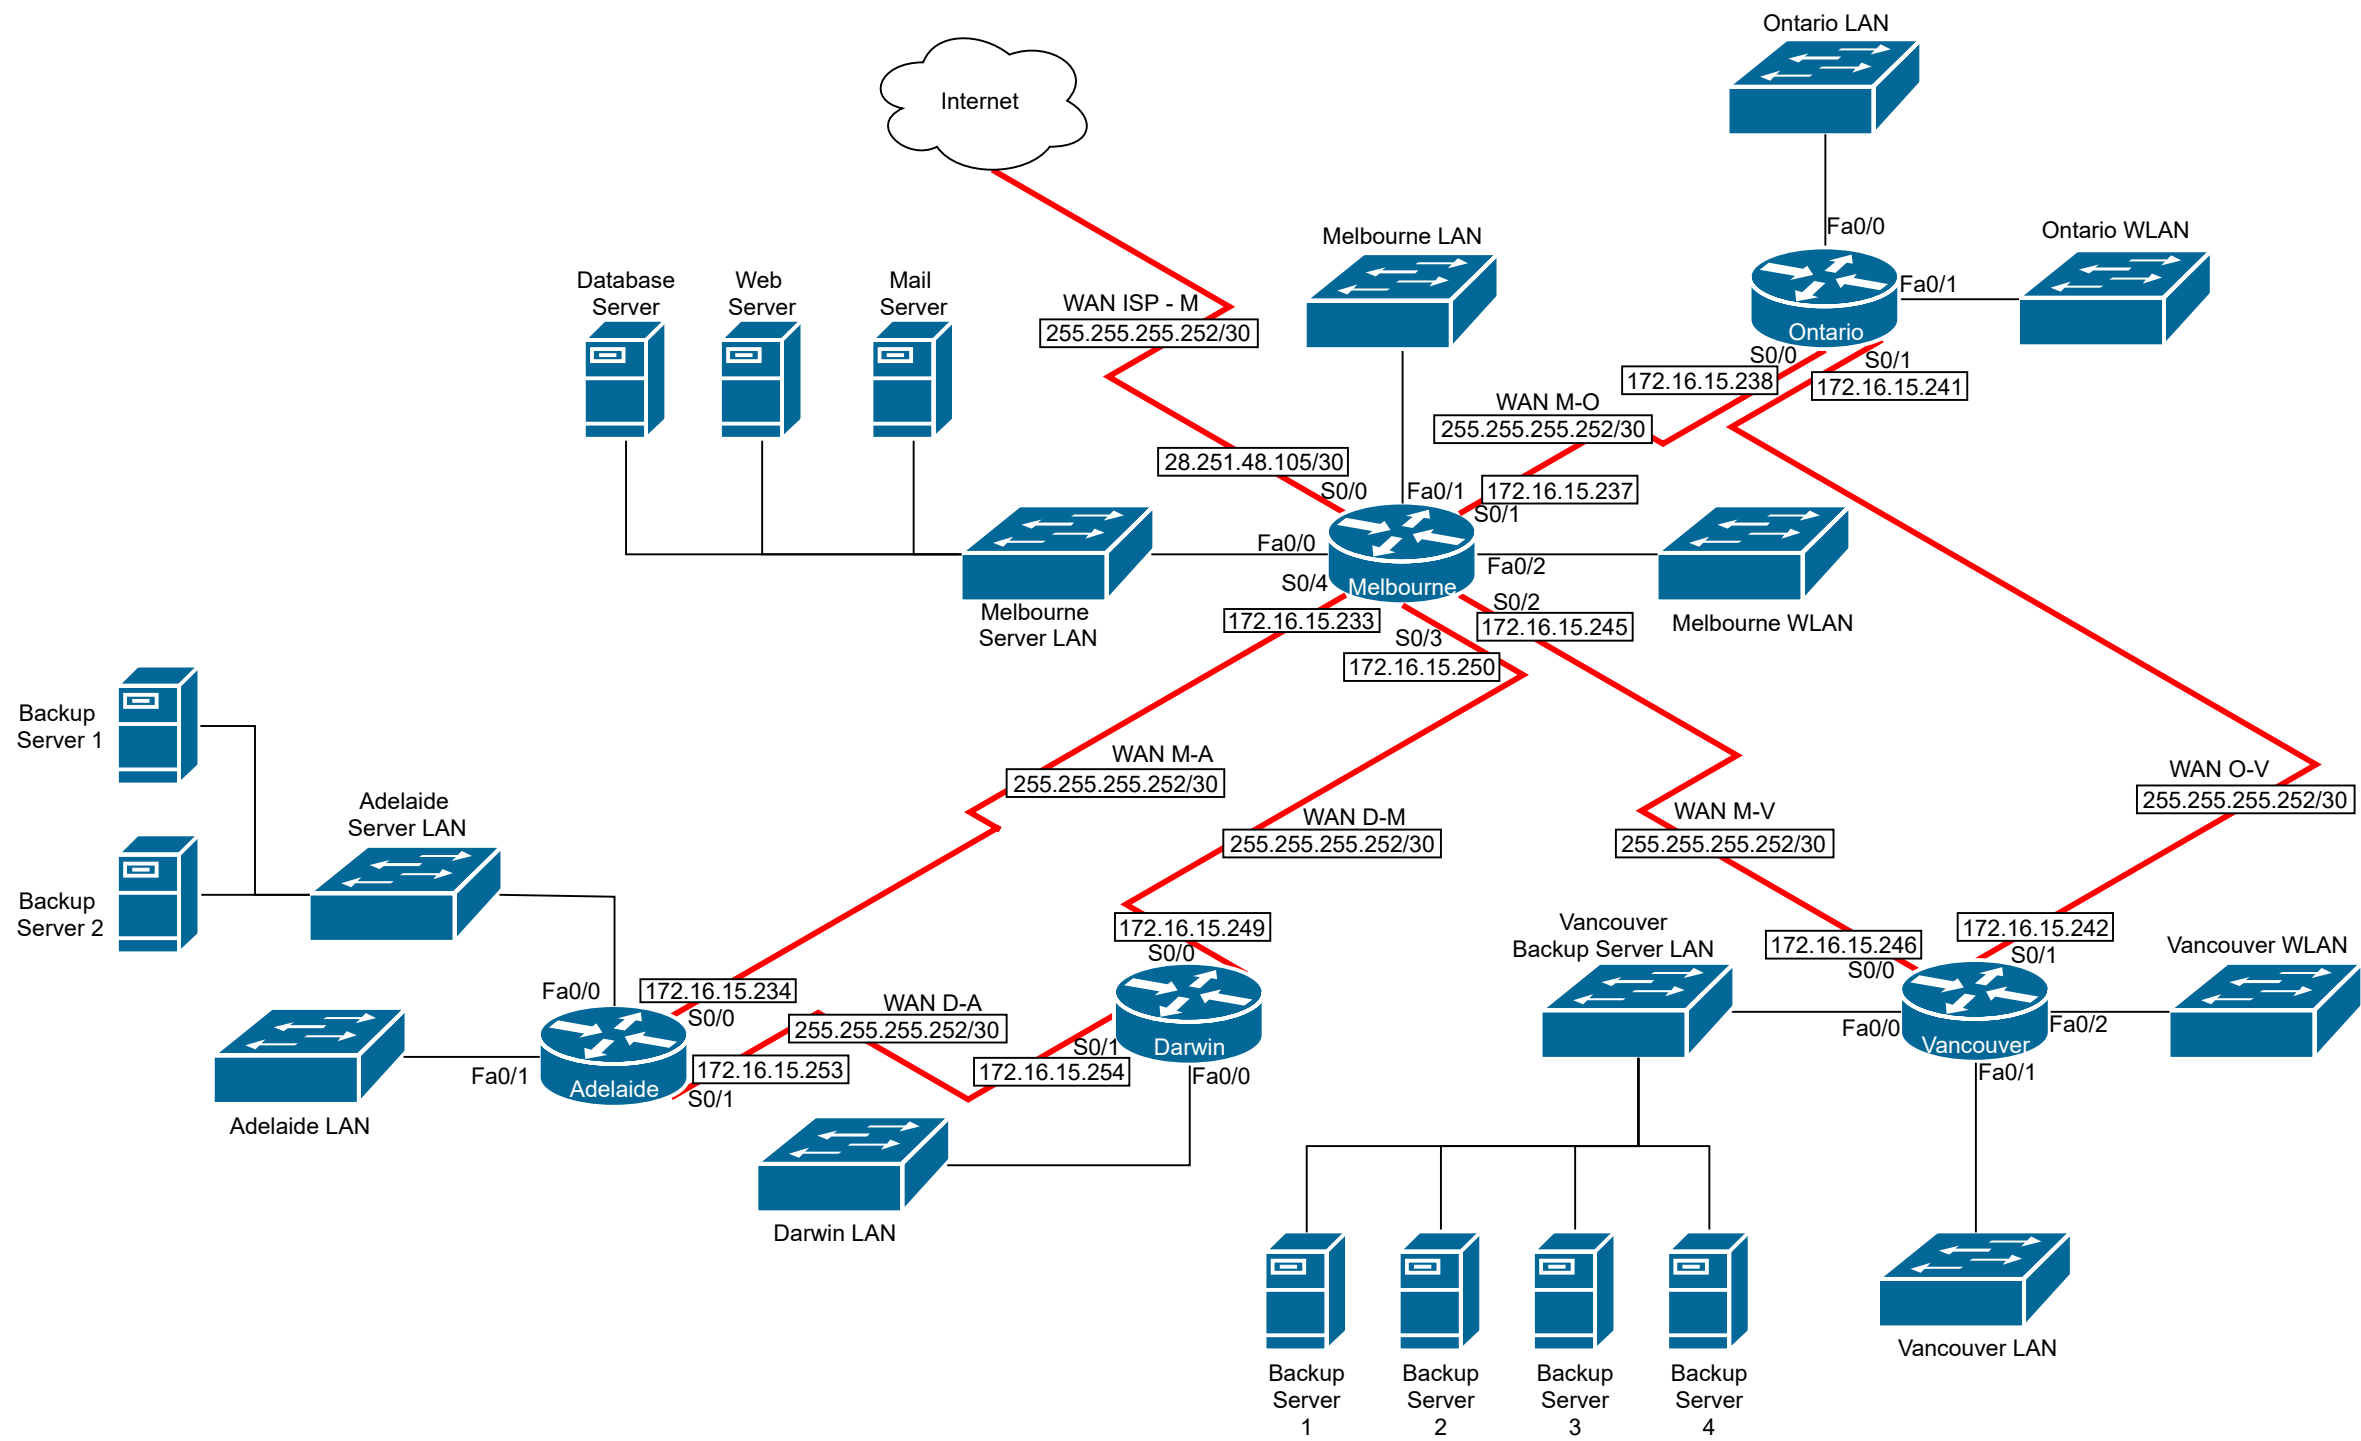 Ontario LAN
Internet
Fa0/0
Ontario WLAN
Melbourne LAN
Fa0/1
Database
Server
Web
Server
Mail
Server
WAN ISP - M
255.255.255.252/30
Ontario
S0/0
S0/1
172.16.15.238
172.16.15.241
WAN M-O
255.255.255.252/30
28.251.48.105/30
S0/0
Fa0/1
172.16.15.237
S0/1
Fa0/0
Fa0/2
S0/4
Melbourne
S0/2
172.16.15.233
172.16.15.245
S0/3
172.16.15.250
Melbourne
Server LAN
Melbourne WLAN
Backup
Server 1
WAN M-A
255.255.255.252/30
WAN O-V
255.255.255.252/30
Adelaide
Server LAN
WAN D-M
255.255.255.252/30
WAN M-V
255.255.255.252/30
Backup
Server 2
172.16.15.249
S0/0
Vancouver
Backup Server LAN
172.16.15.246
S0/0
172.16.15.242
S0/1
Vancouver WLAN
Fa0/0
172.16.15.234
S0/0
WAN D-A
255.255.255.252/30
Fa0/0
Fa0/2
S0/1
Darwin
Vancouver
172.16.15.253
172.16.15.254
Fa0/0
Fa0/1
Fa0/1
Adelaide
S0/1
Adelaide LAN
Darwin LAN
Vancouver LAN
Backup
Server
1
Backup
Server
2
Backup
Server
3
Backup
Server
4